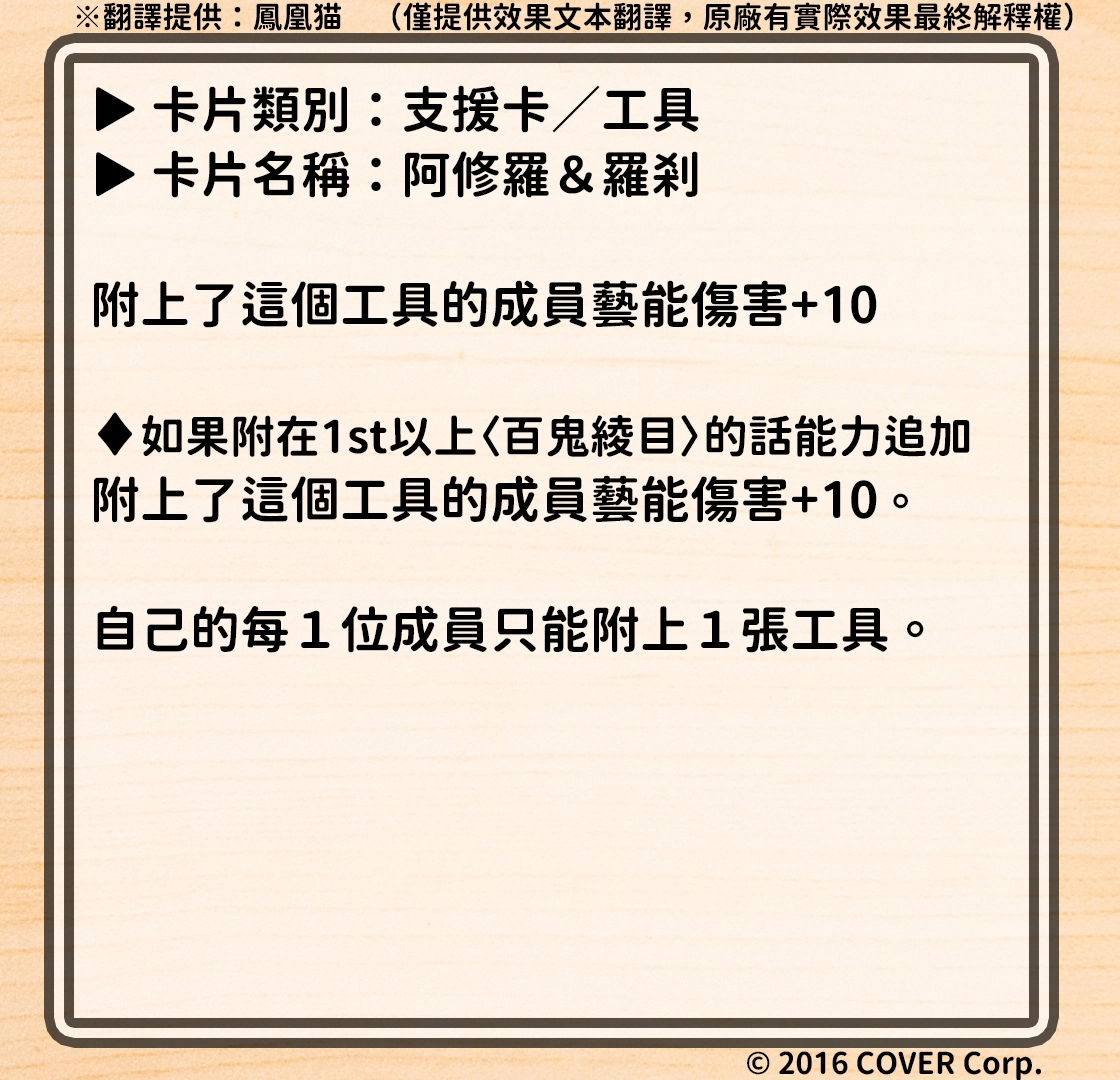 ※翻譯提供：鳳凰猫　（僅提供效果文本翻譯，原廠有實際效果最終解釋權）
▶ 卡片類別：支援卡／工具
▶ 卡片名稱：阿修羅＆羅剎
附上了這個工具的成員藝能傷害+10
♦如果附在1st以上〈百鬼綾目〉的話能力追加
附上了這個工具的成員藝能傷害+10。
自己的每１位成員只能附上１張工具。
© 2016 COVER Corp.